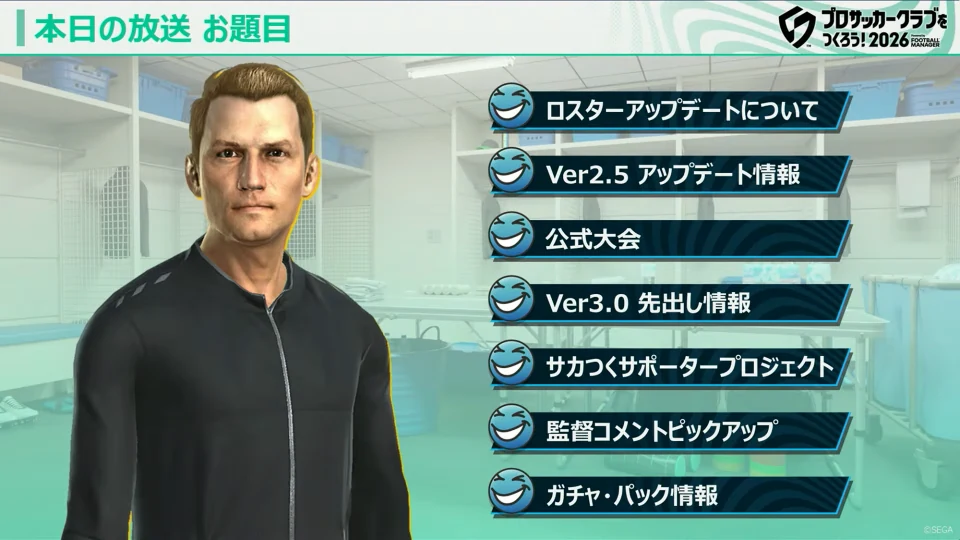 本日の放送 お題目
プロサッカークラブを
つくろう! 2026 Powered by FOOTBALL MANAGER
ロスターアップデートについて
Ver2.5 アップデート情報
公式大会
Ver3.0 先出し情報
サカつくサポータープロジェクト
監督コメントピックアップ
ガチャ・パック情報
©SEGA